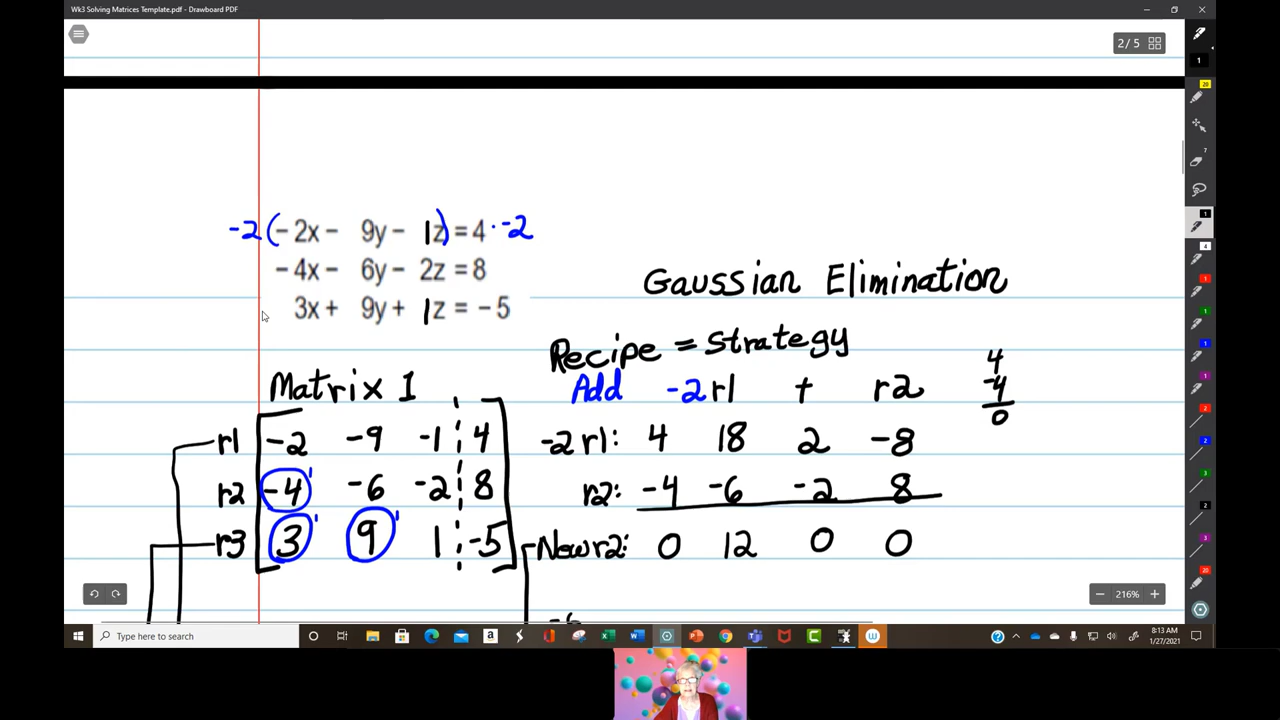 Wk3 Solving Matrices Template.pdf - Drawboard PDF
2 / 5
1
-2(- 2x - 9y - 1z) = 4 · -2
- 4x - 6y - 2z = 8
3x + 9y + 1z = - 5
Gaussian Elimination
Recipe = Strategy
Matrix 1
Add -2r1 + r2
4
-4
0
r1 -2 -9 -1 4
r2 -4 -6 -2 8
r3 3 9 1 -5
-2 r1: 4 18 2 -8
r2: -4 -6 -2 8
New r2: 0 12 0 0
-6
216%
Type here to search
8:13 AM
1/27/2021